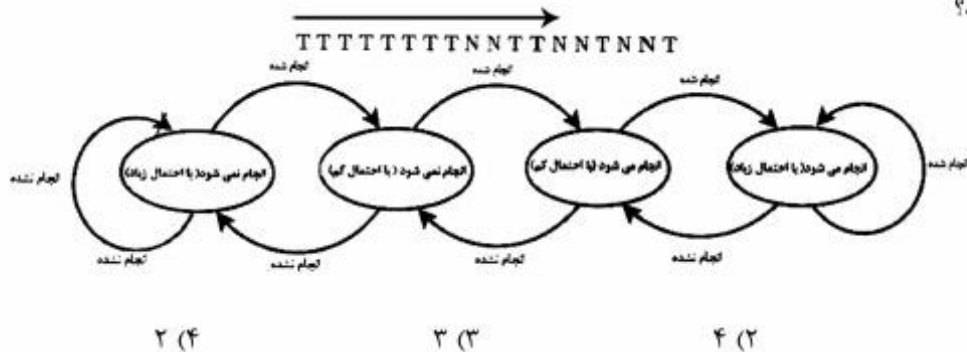 ؟
T T T T T T T T N N T T N N T N N T
انجام شده
انجام شده
انجام شده
انجام نشده
انجام نمی شود( با احتمال زیاد)
انجام نمی شود ( با احتمال کم)
انجام می شود (با احتمال کم)
انجام می شود( با احتمال زیاد)
انجام شده
انجام نشده
انجام نشده
انجام نشده
انجام نشده
۲ (۴
۳ (۳
۴ (۲